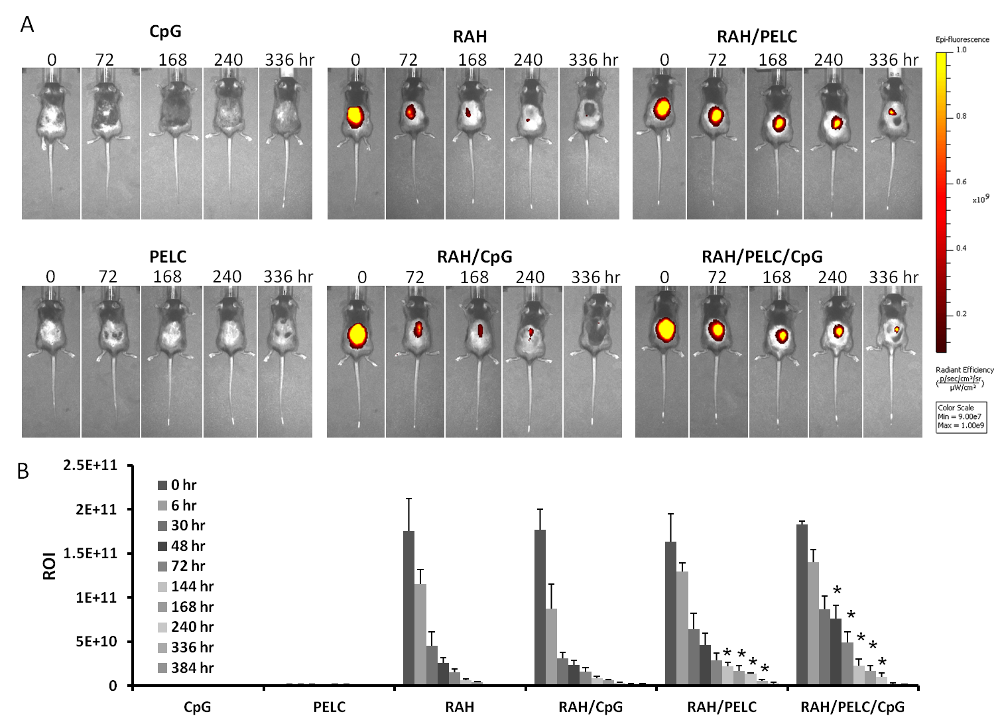 A
CpG
0 72 168 240 336 hr
RAH
0 72 168 240 336 hr
RAH/PELC
0 72 168 240 336 hr
Epi-fluorescence
1.0
0.8
0.6
x10⁹
0.4
0.2
Radiant Efficiency
(p/sec/cm²/sr
µW/cm²)
Color Scale
Min = 9.00e7
Max = 1.00e9
PELC
0 72 168 240 336 hr
RAH/CpG
0 72 168 240 336 hr
RAH/PELC/CpG
0 72 168 240 336 hr
B
ROI
2.5E+11
2E+11
1.5E+11
1E+11
5E+10
0
0 hr
6 hr
30 hr
48 hr
72 hr
144 hr
168 hr
240 hr
336 hr
384 hr
* * * *
* * * * *
CpG PELC RAH RAH/CpG RAH/PELC RAH/PELC/CpG